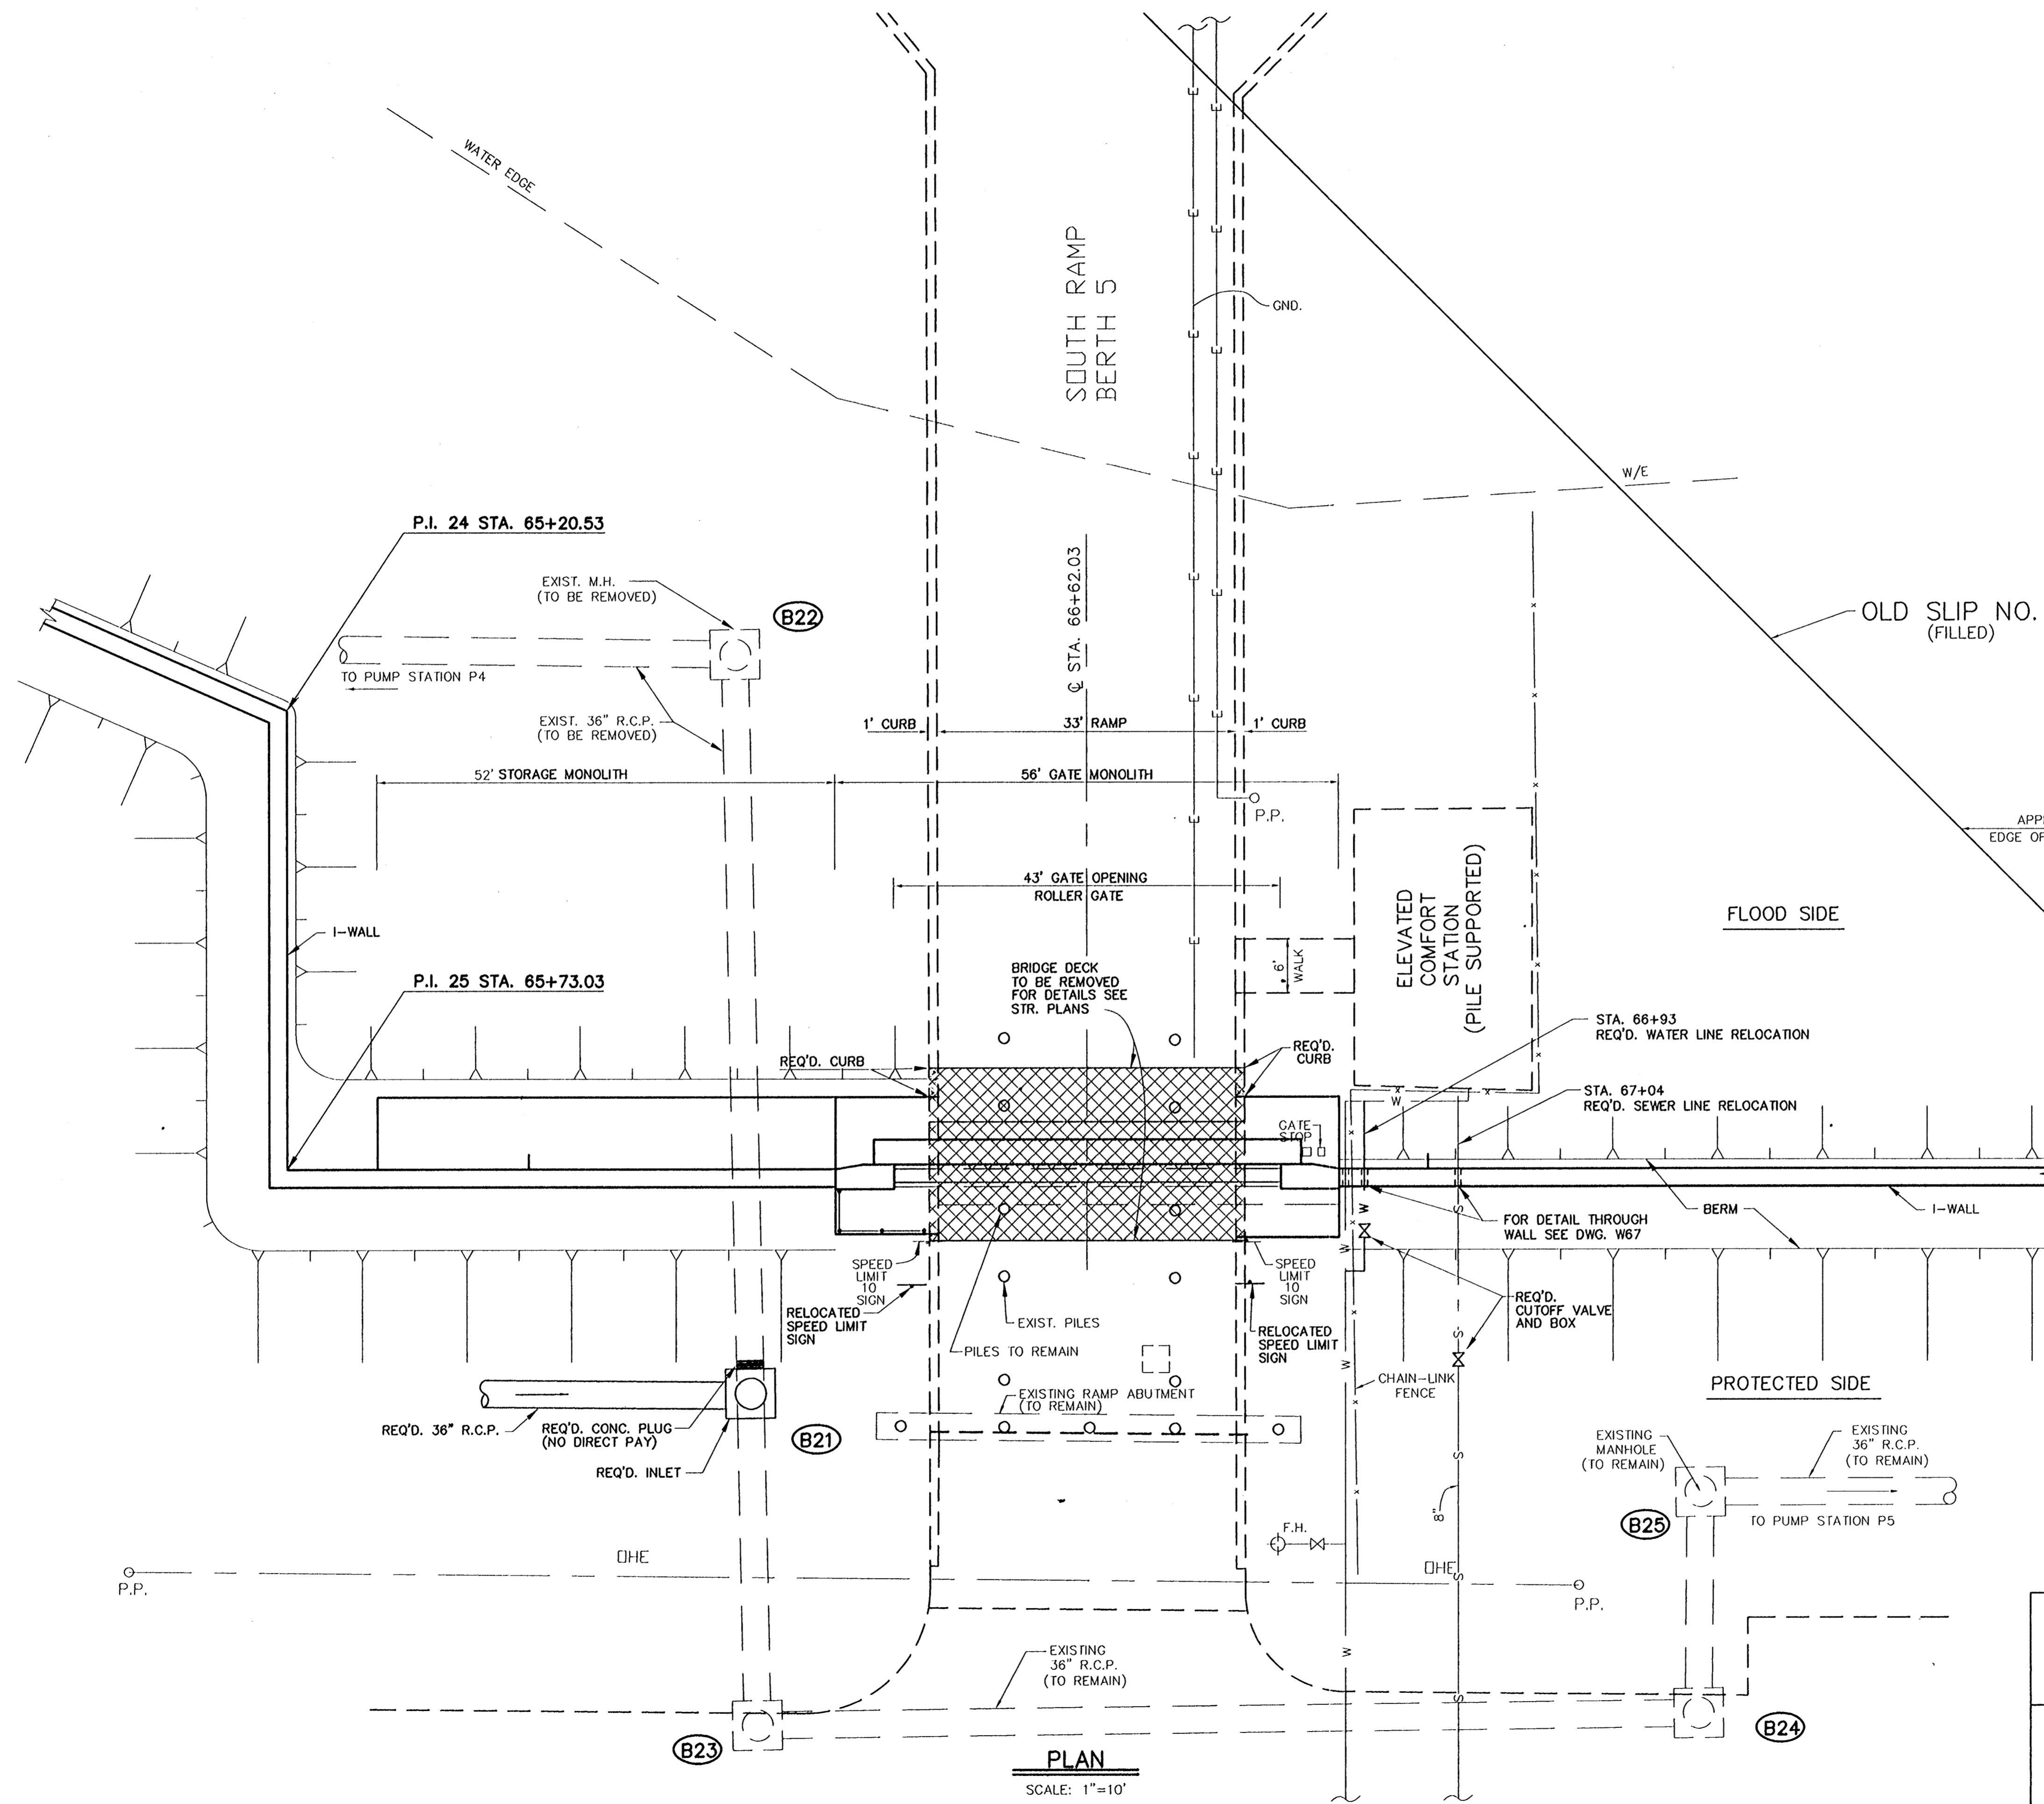 WATER EDGE
SOUTH RAMP
BERTH 5
GND.
W/E
P.I. 24 STA. 65+20.53
℄ STA. 66+62.03
EXIST. M.H.
(TO BE REMOVED)
B22
OLD SLIP NO.
(FILLED)
TO PUMP STATION P4
EXIST. 36" R.C.P.
(TO BE REMOVED)
1' CURB
33' RAMP
1' CURB
52' STORAGE MONOLITH
56' GATE MONOLITH
P.P.
EDGE OF
43' GATE OPENING
ROLLER GATE
ELEVATED
COMFORT
STATION
(PILE SUPPORTED)
FLOOD SIDE
I-WALL
6'
WALK
P.I. 25 STA. 65+73.03
BRIDGE DECK
TO BE REMOVED
FOR DETAILS SEE
STR. PLANS
STA. 66+93
REQ'D. WATER LINE RELOCATION
REQ'D. CURB
REQ'D.
CURB
STA. 67+04
REQ'D. SEWER LINE RELOCATION
W
GATE
STOP
W
S
BERM
I-WALL
FOR DETAIL THROUGH
WALL SEE DWG. W67
W
SPEED
LIMIT
10
SIGN
SPEED
LIMIT
10
SIGN
RELOCATED
SPEED LIMIT
SIGN
EXIST. PILES
REQ'D.
CUTOFF VALVE
AND BOX
RELOCATED
SPEED LIMIT
SIGN
S
PILES TO REMAIN
W
CHAIN-LINK
FENCE
PROTECTED SIDE
EXISTING RAMP ABUTMENT
(TO REMAIN)
REQ'D. 36" R.C.P.
REQ'D. CONC. PLUG
(NO DIRECT PAY)
B21
REQ'D. INLET
S
EXISTING
MANHOLE
(TO REMAIN)
EXISTING
36" R.C.P.
(TO REMAIN)
8"
B25
TO PUMP STATION P5
F.H.
OHE
OHE
S
P.P.
P.P.
EXISTING
36" R.C.P.
(TO REMAIN)
W
S
B23
B24
PLAN
SCALE: 1"=10'